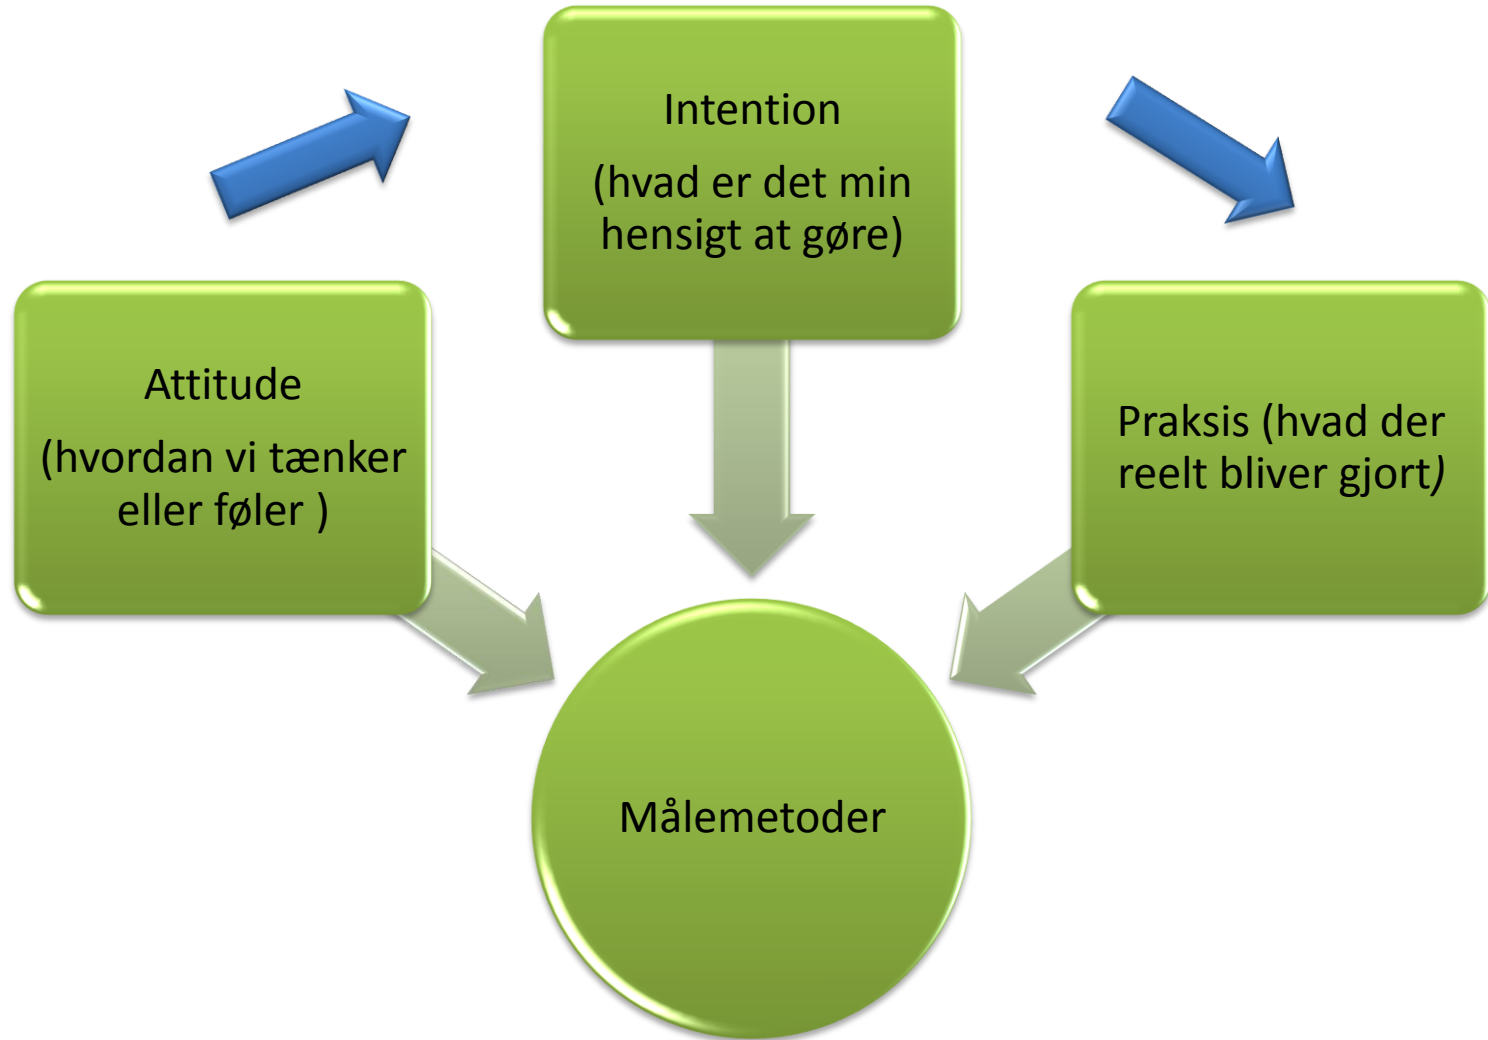 Intention
(hvad er det min
hensigt at gøre)
Attitude
(hvordan vi tænker
eller føler )
Praksis (hvad der
reelt bliver gjort)
Målemetoder